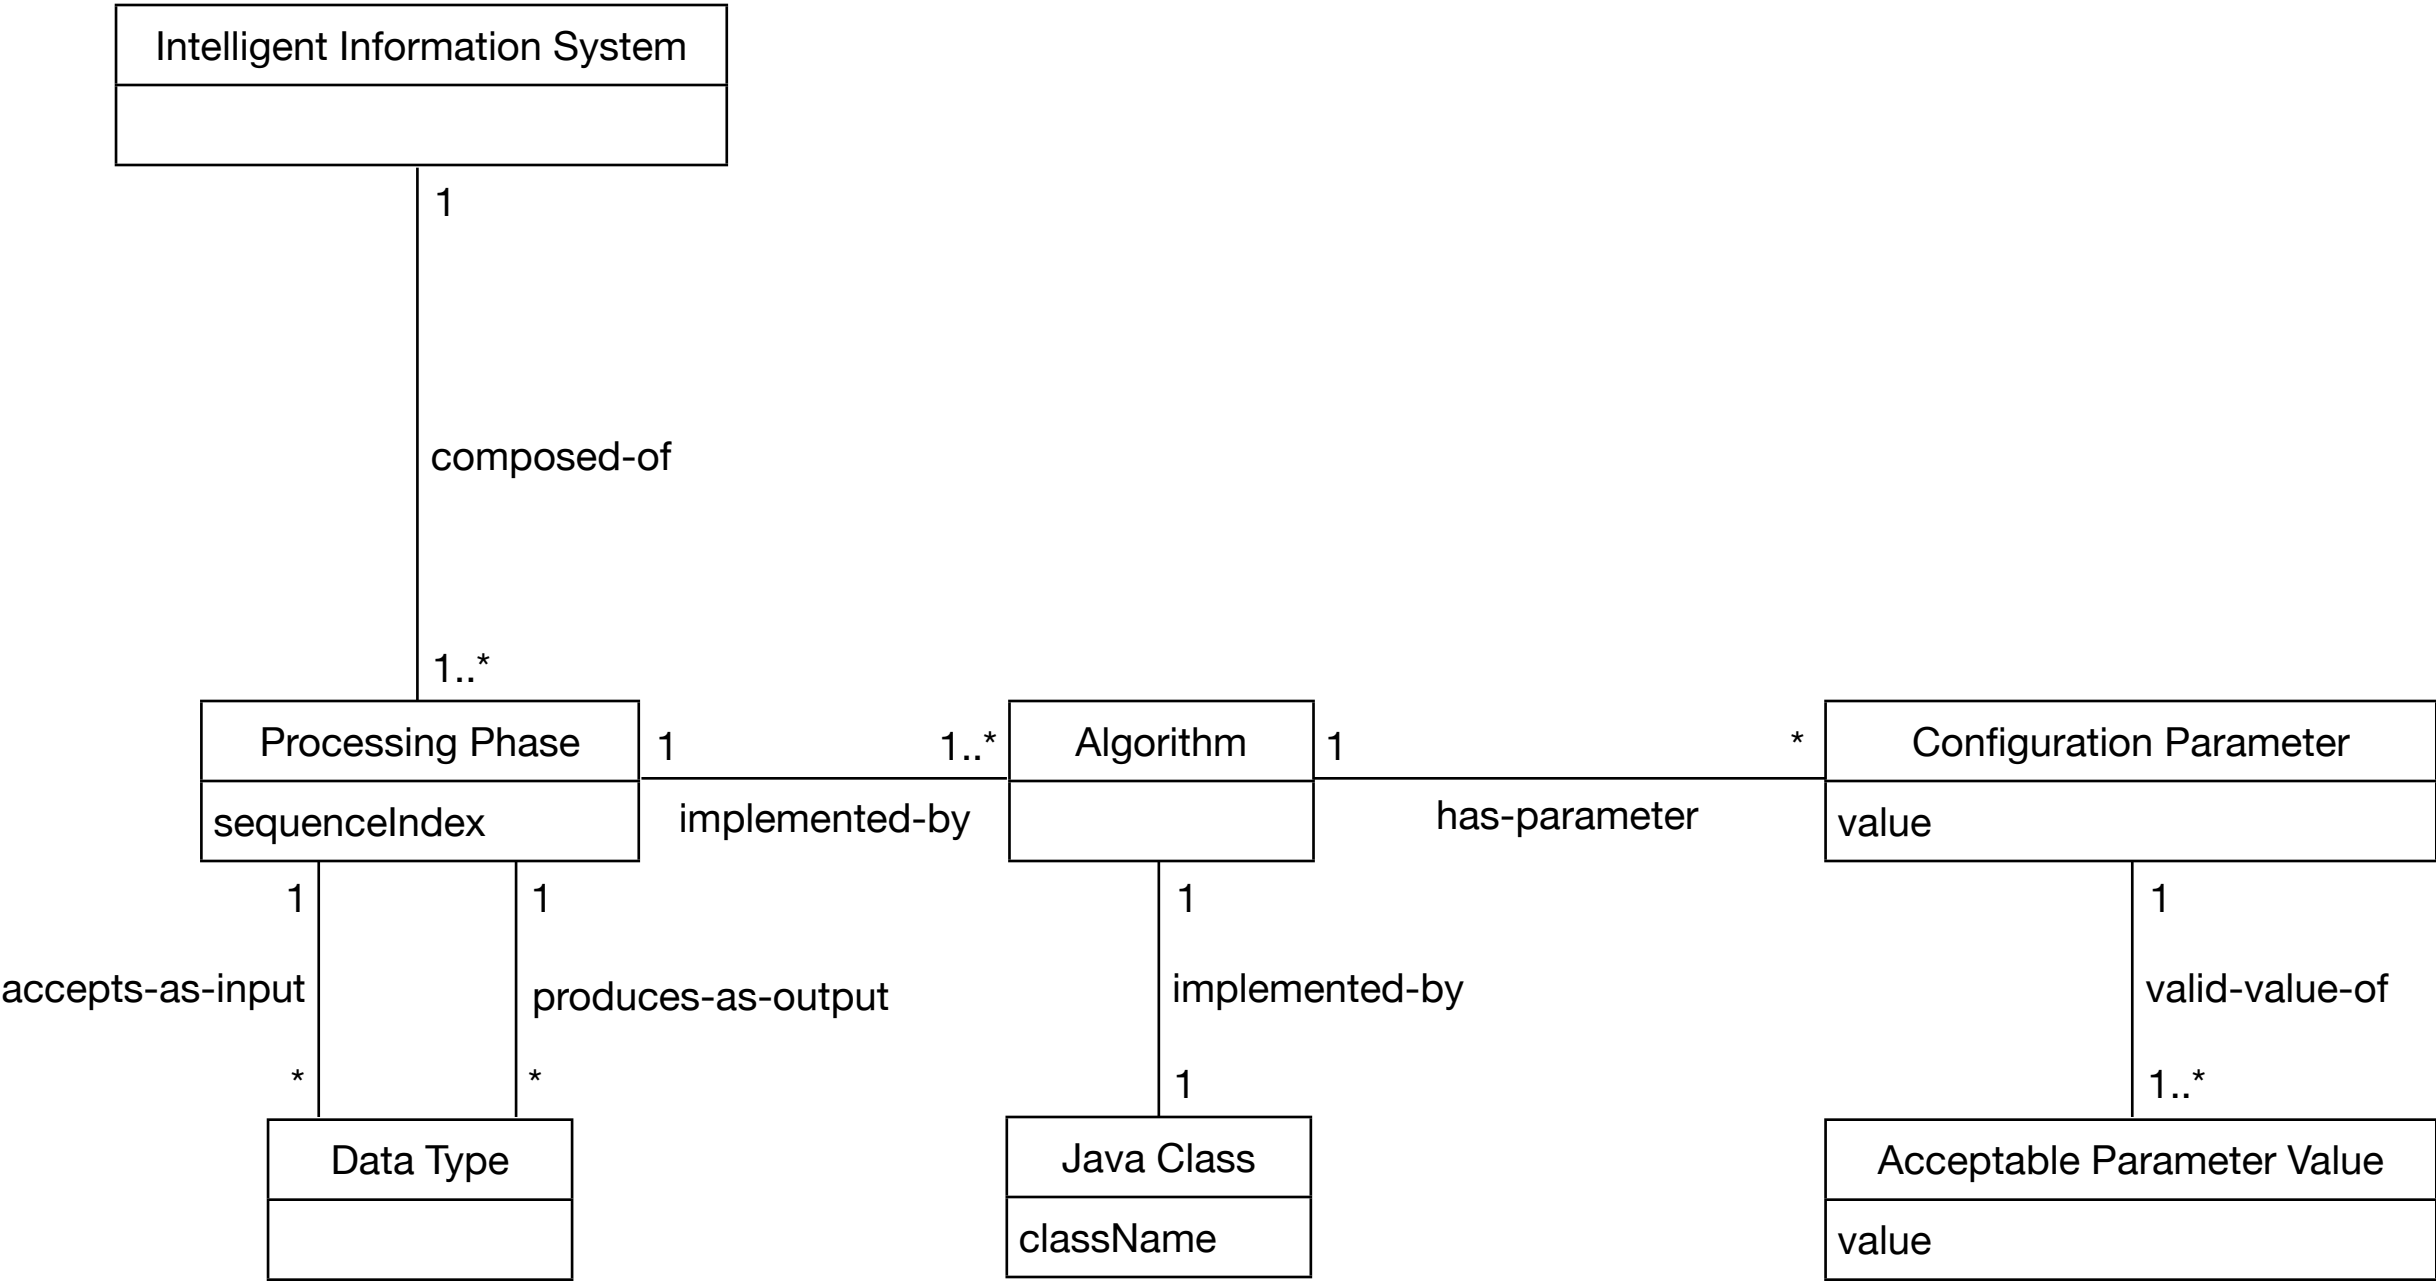 Intelligent Information System
1
composed-of
1..*
Processing Phase
sequenceIndex
1
1..*
implemented-by
Algorithm
1
*
has-parameter
Configuration Parameter
value
1
1
1
1
accepts-as-input
produces-as-output
implemented-by
valid-value-of
*
*
1
1..*
Data Type
Java Class
className
Acceptable Parameter Value
value